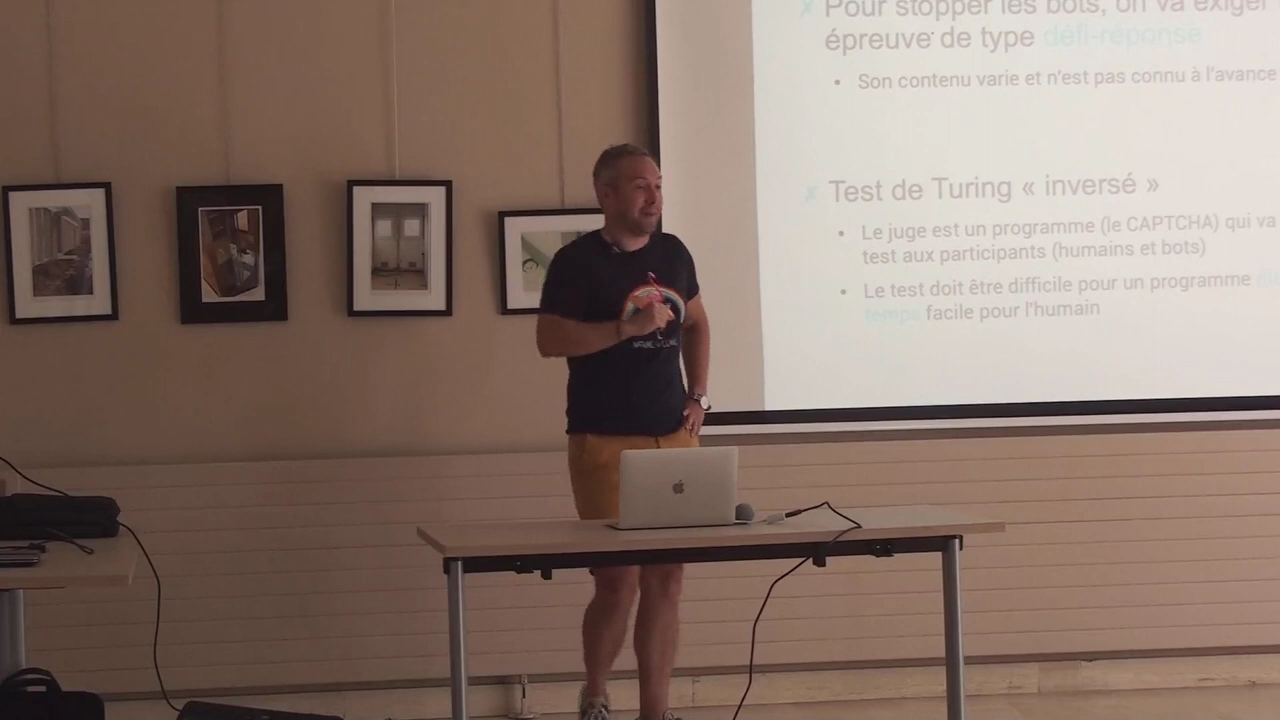 Pour stopper les bots, on va exiger
épreuve de type défi-réponse
• Son contenu varie et n'est pas connu à l'avance
Test de Turing « inversé »
• Le juge est un programme (le CAPTCHA) qui va
test aux participants (humains et bots)
• Le test doit être difficile pour un programme
temps facile pour l'humain